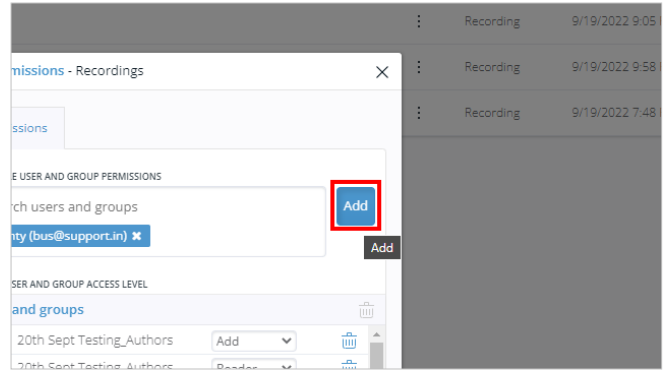 Recording 9/19/2022 9:05
missions - Recordings
Recording 9/19/2022 9:58
Recording 9/19/2022 7:48
ssions
E USER AND GROUP PERMISSIONS
rch users and groups
Add
nty (bus@support.in) ✖
Add
SER AND GROUP ACCESS LEVEL
and groups
20th Sept Testing_Authors Add
20th Sept Testing_Authors Reader